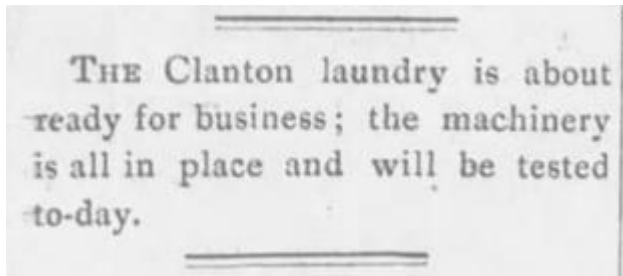 THE Clanton laundry is about
ready for business; the machinery
is all in place and will be tested
to-day.